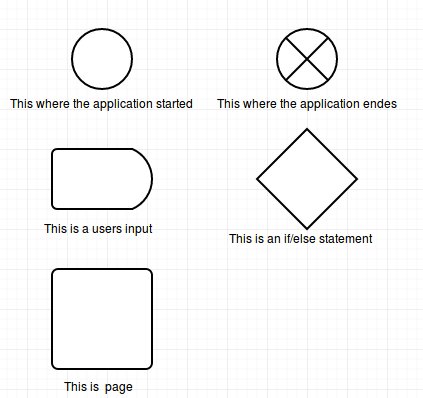 This where the application started
This where the application endes
This is a users input
This is an if/else statement
This is page